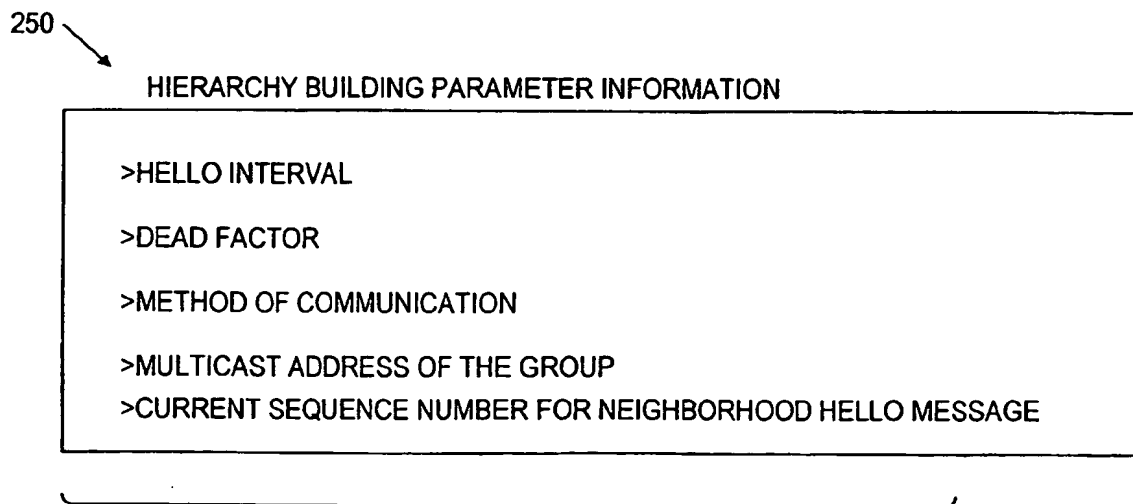 250
HIERARCHY BUILDING PARAMETER INFORMATION
>HELLO INTERVAL
>DEAD FACTOR
>METHOD OF COMMUNICATION
>MULTICAST ADDRESS OF THE GROUP
>CURRENT SEQUENCE NUMBER FOR NEIGHBORHOOD HELLO MESSAGE